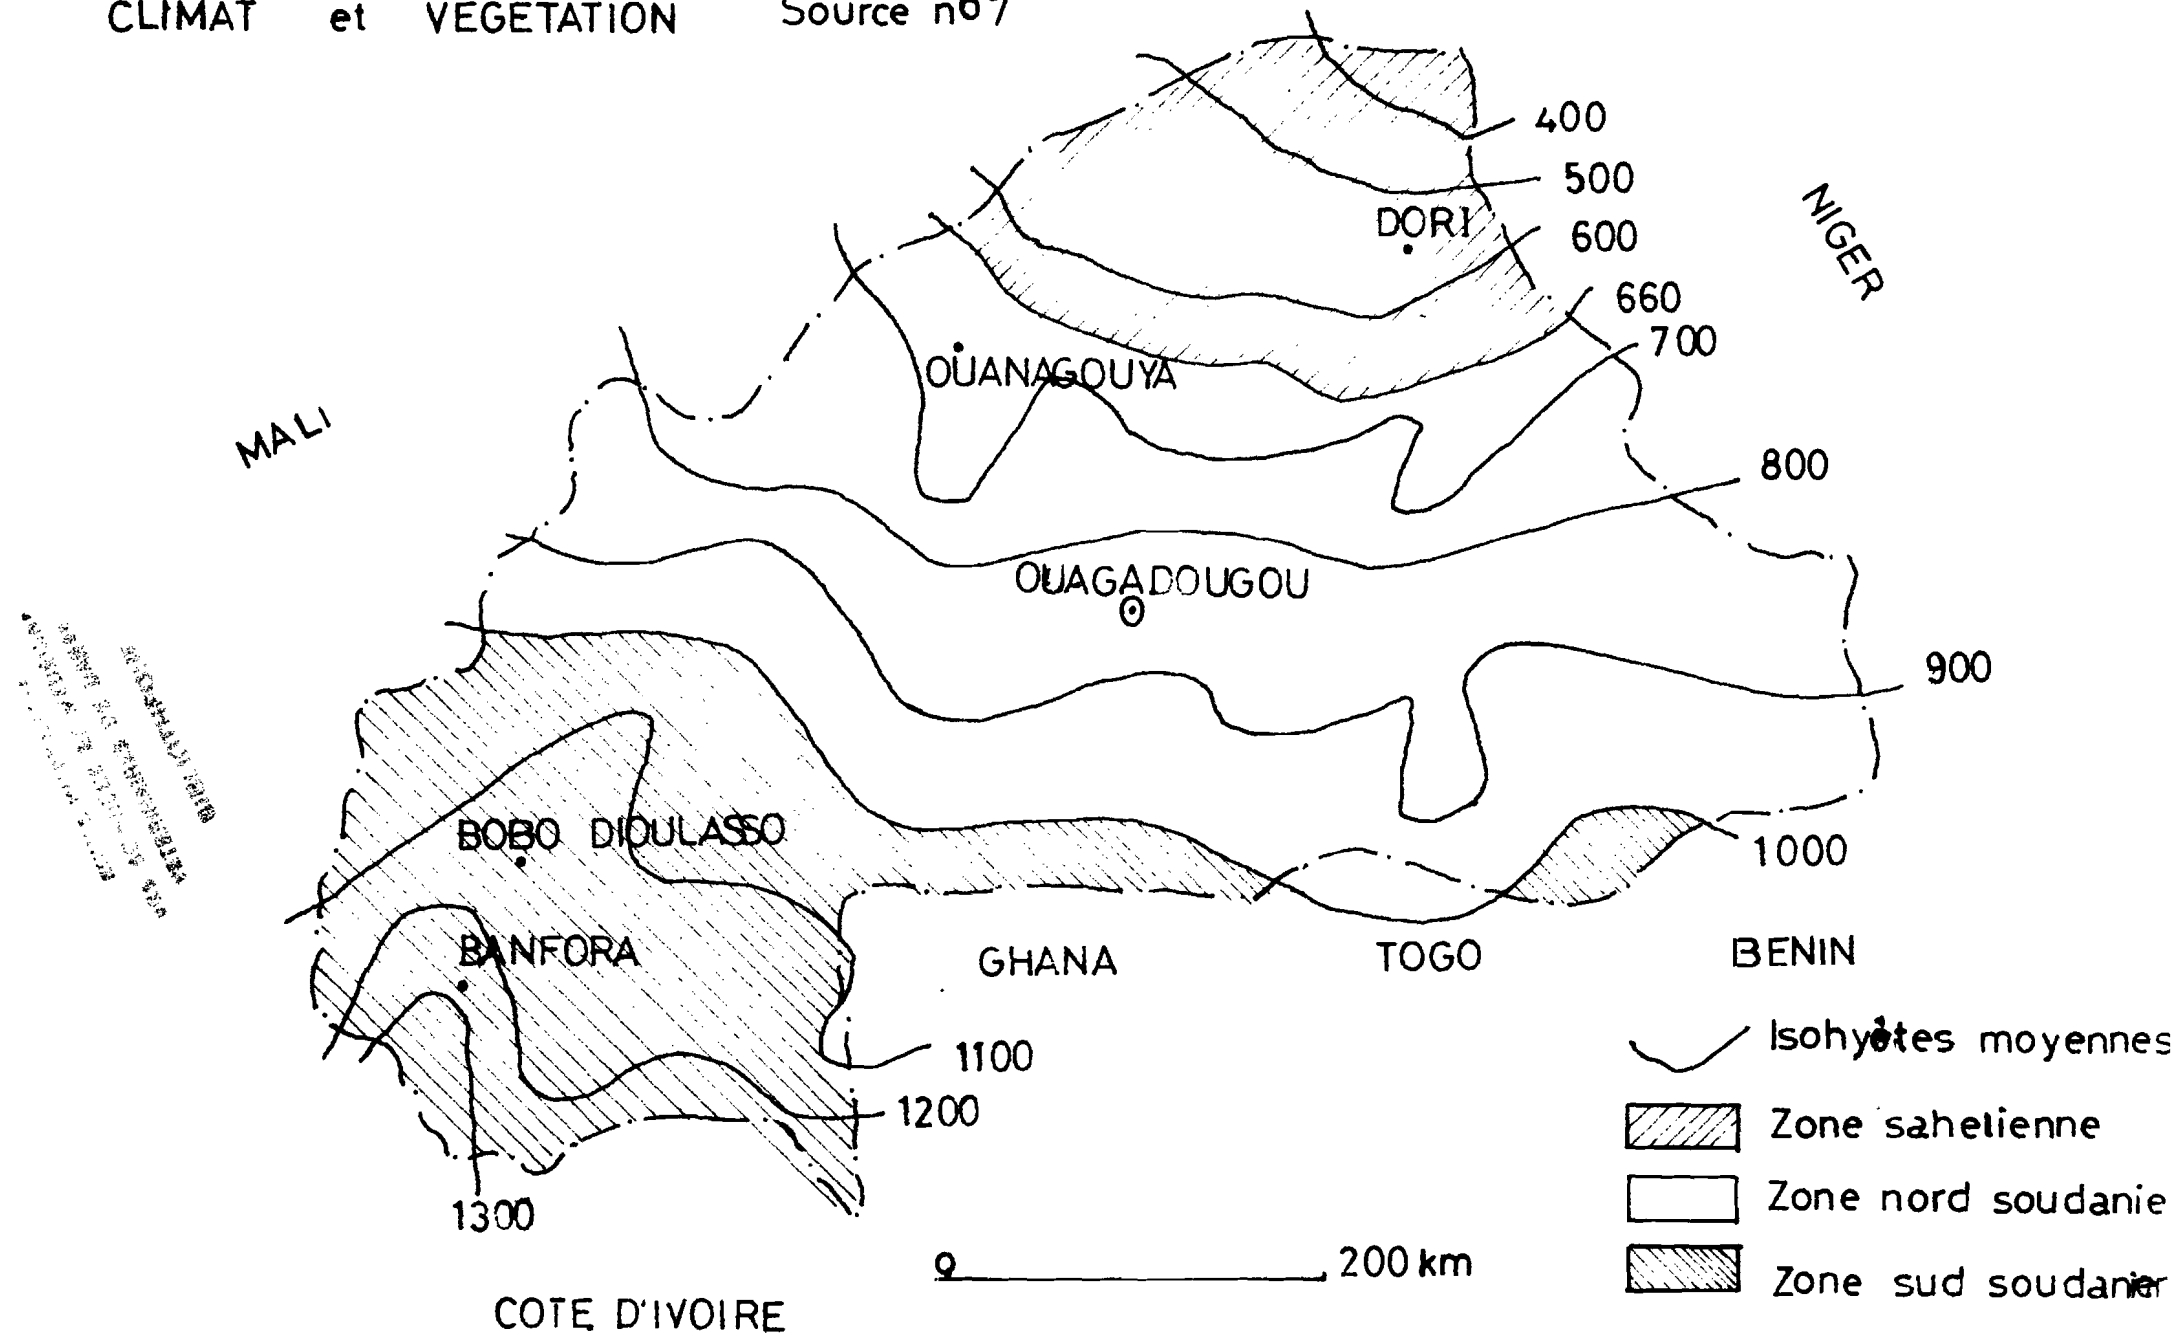 CLIMAT et VEGETATION Source no 7
400
500
DORI
NIGER
600
660
700
OUANAGOUYA
MALI
800
OUAGADOUGOU
900
BOBO DIOULASSO
1000
BANFORA
GHANA
TOGO
BENIN
1100
1200
1300
Isohyètes moyennes
Zone sahelienne
Zone nord soudanie
Zone sud soudanier
0 200 km
COTE D'IVOIRE